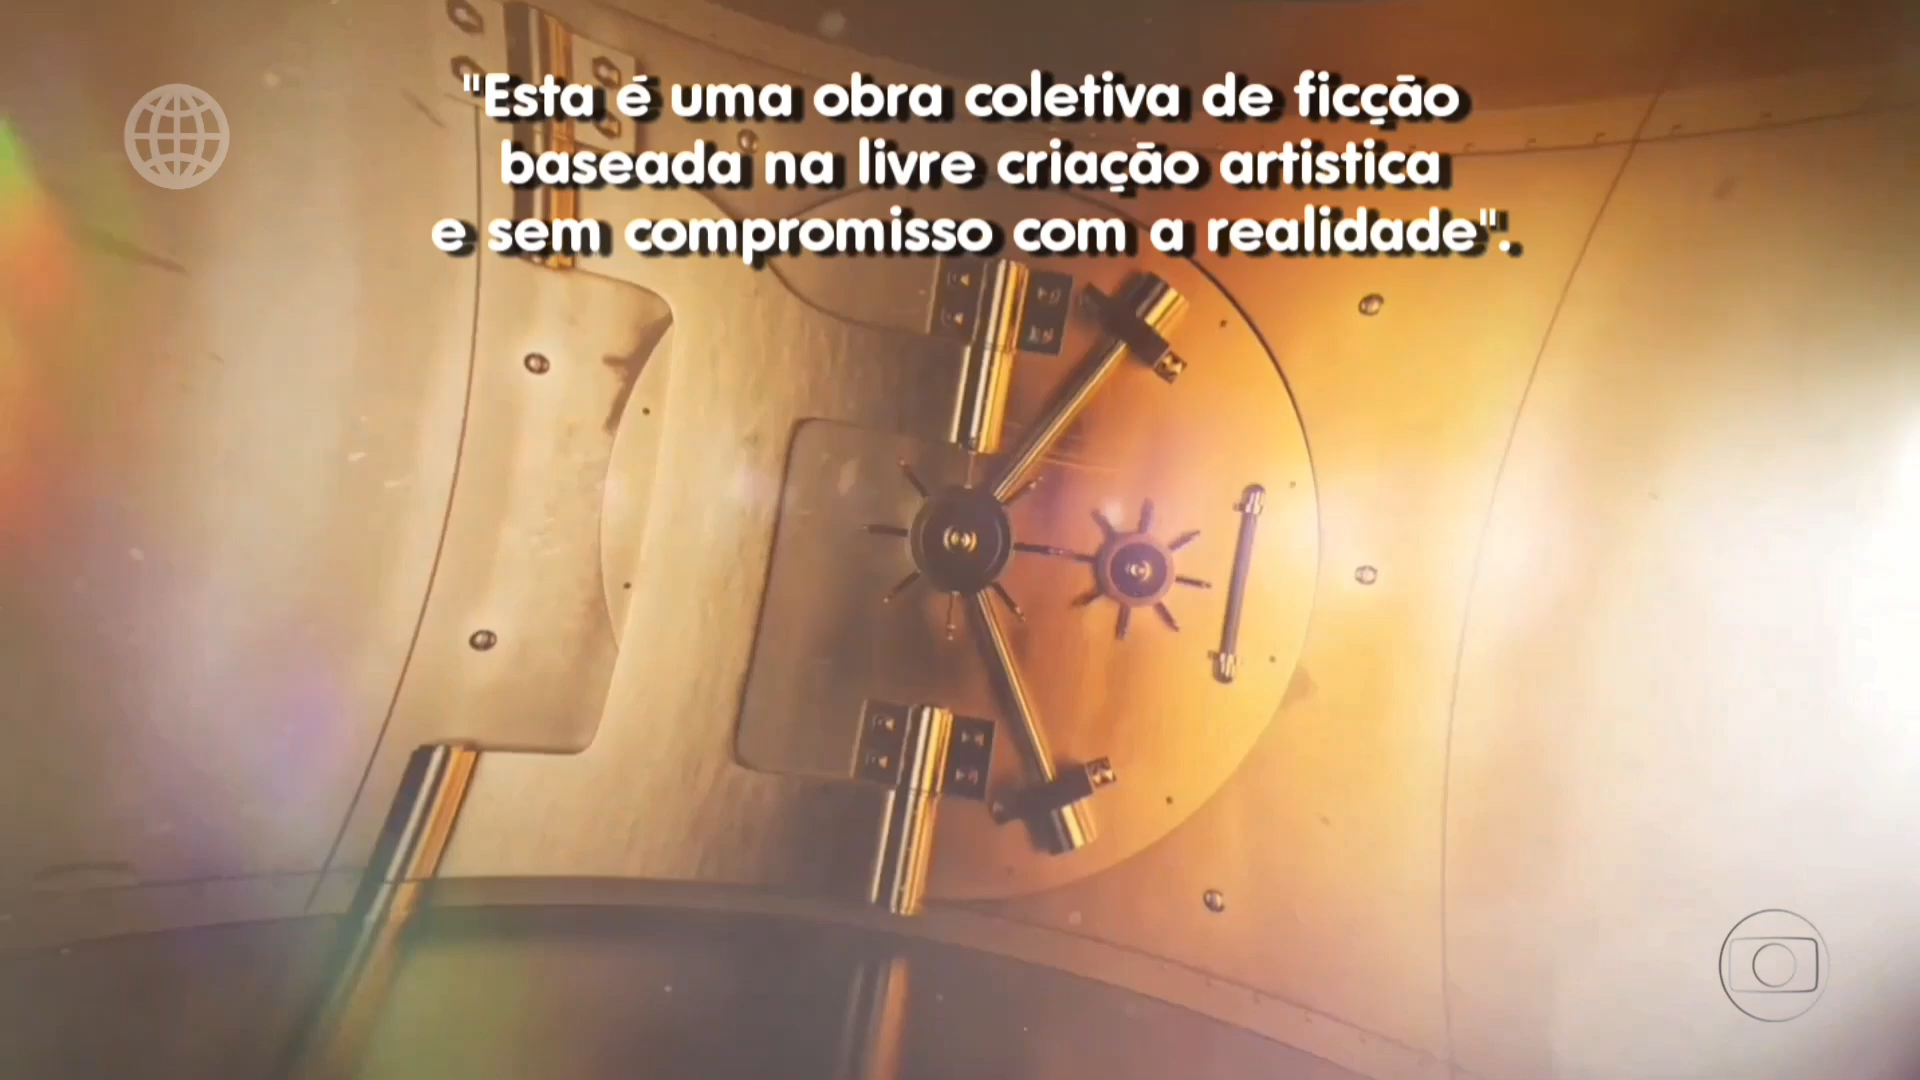 "Esta é uma obra coletiva de ficção
baseada na livre criação artistica
e sem compromisso com a realidade".